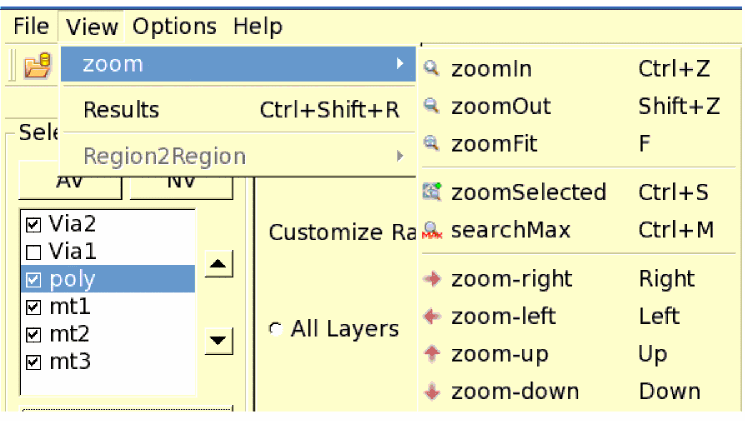 File View Options Help
zoom
Results Ctrl+Shift+R
Region2Region
zoomIn Ctrl+Z
zoomOut Shift+Z
zoomFit F
zoomSelected Ctrl+S
searchMax Ctrl+M
zoom-right Right
zoom-left Left
zoom-up Up
zoom-down Down
Sele
AV NV
Via2
Via1
poly
mt1
mt2
mt3
Customize Ra
All Layers